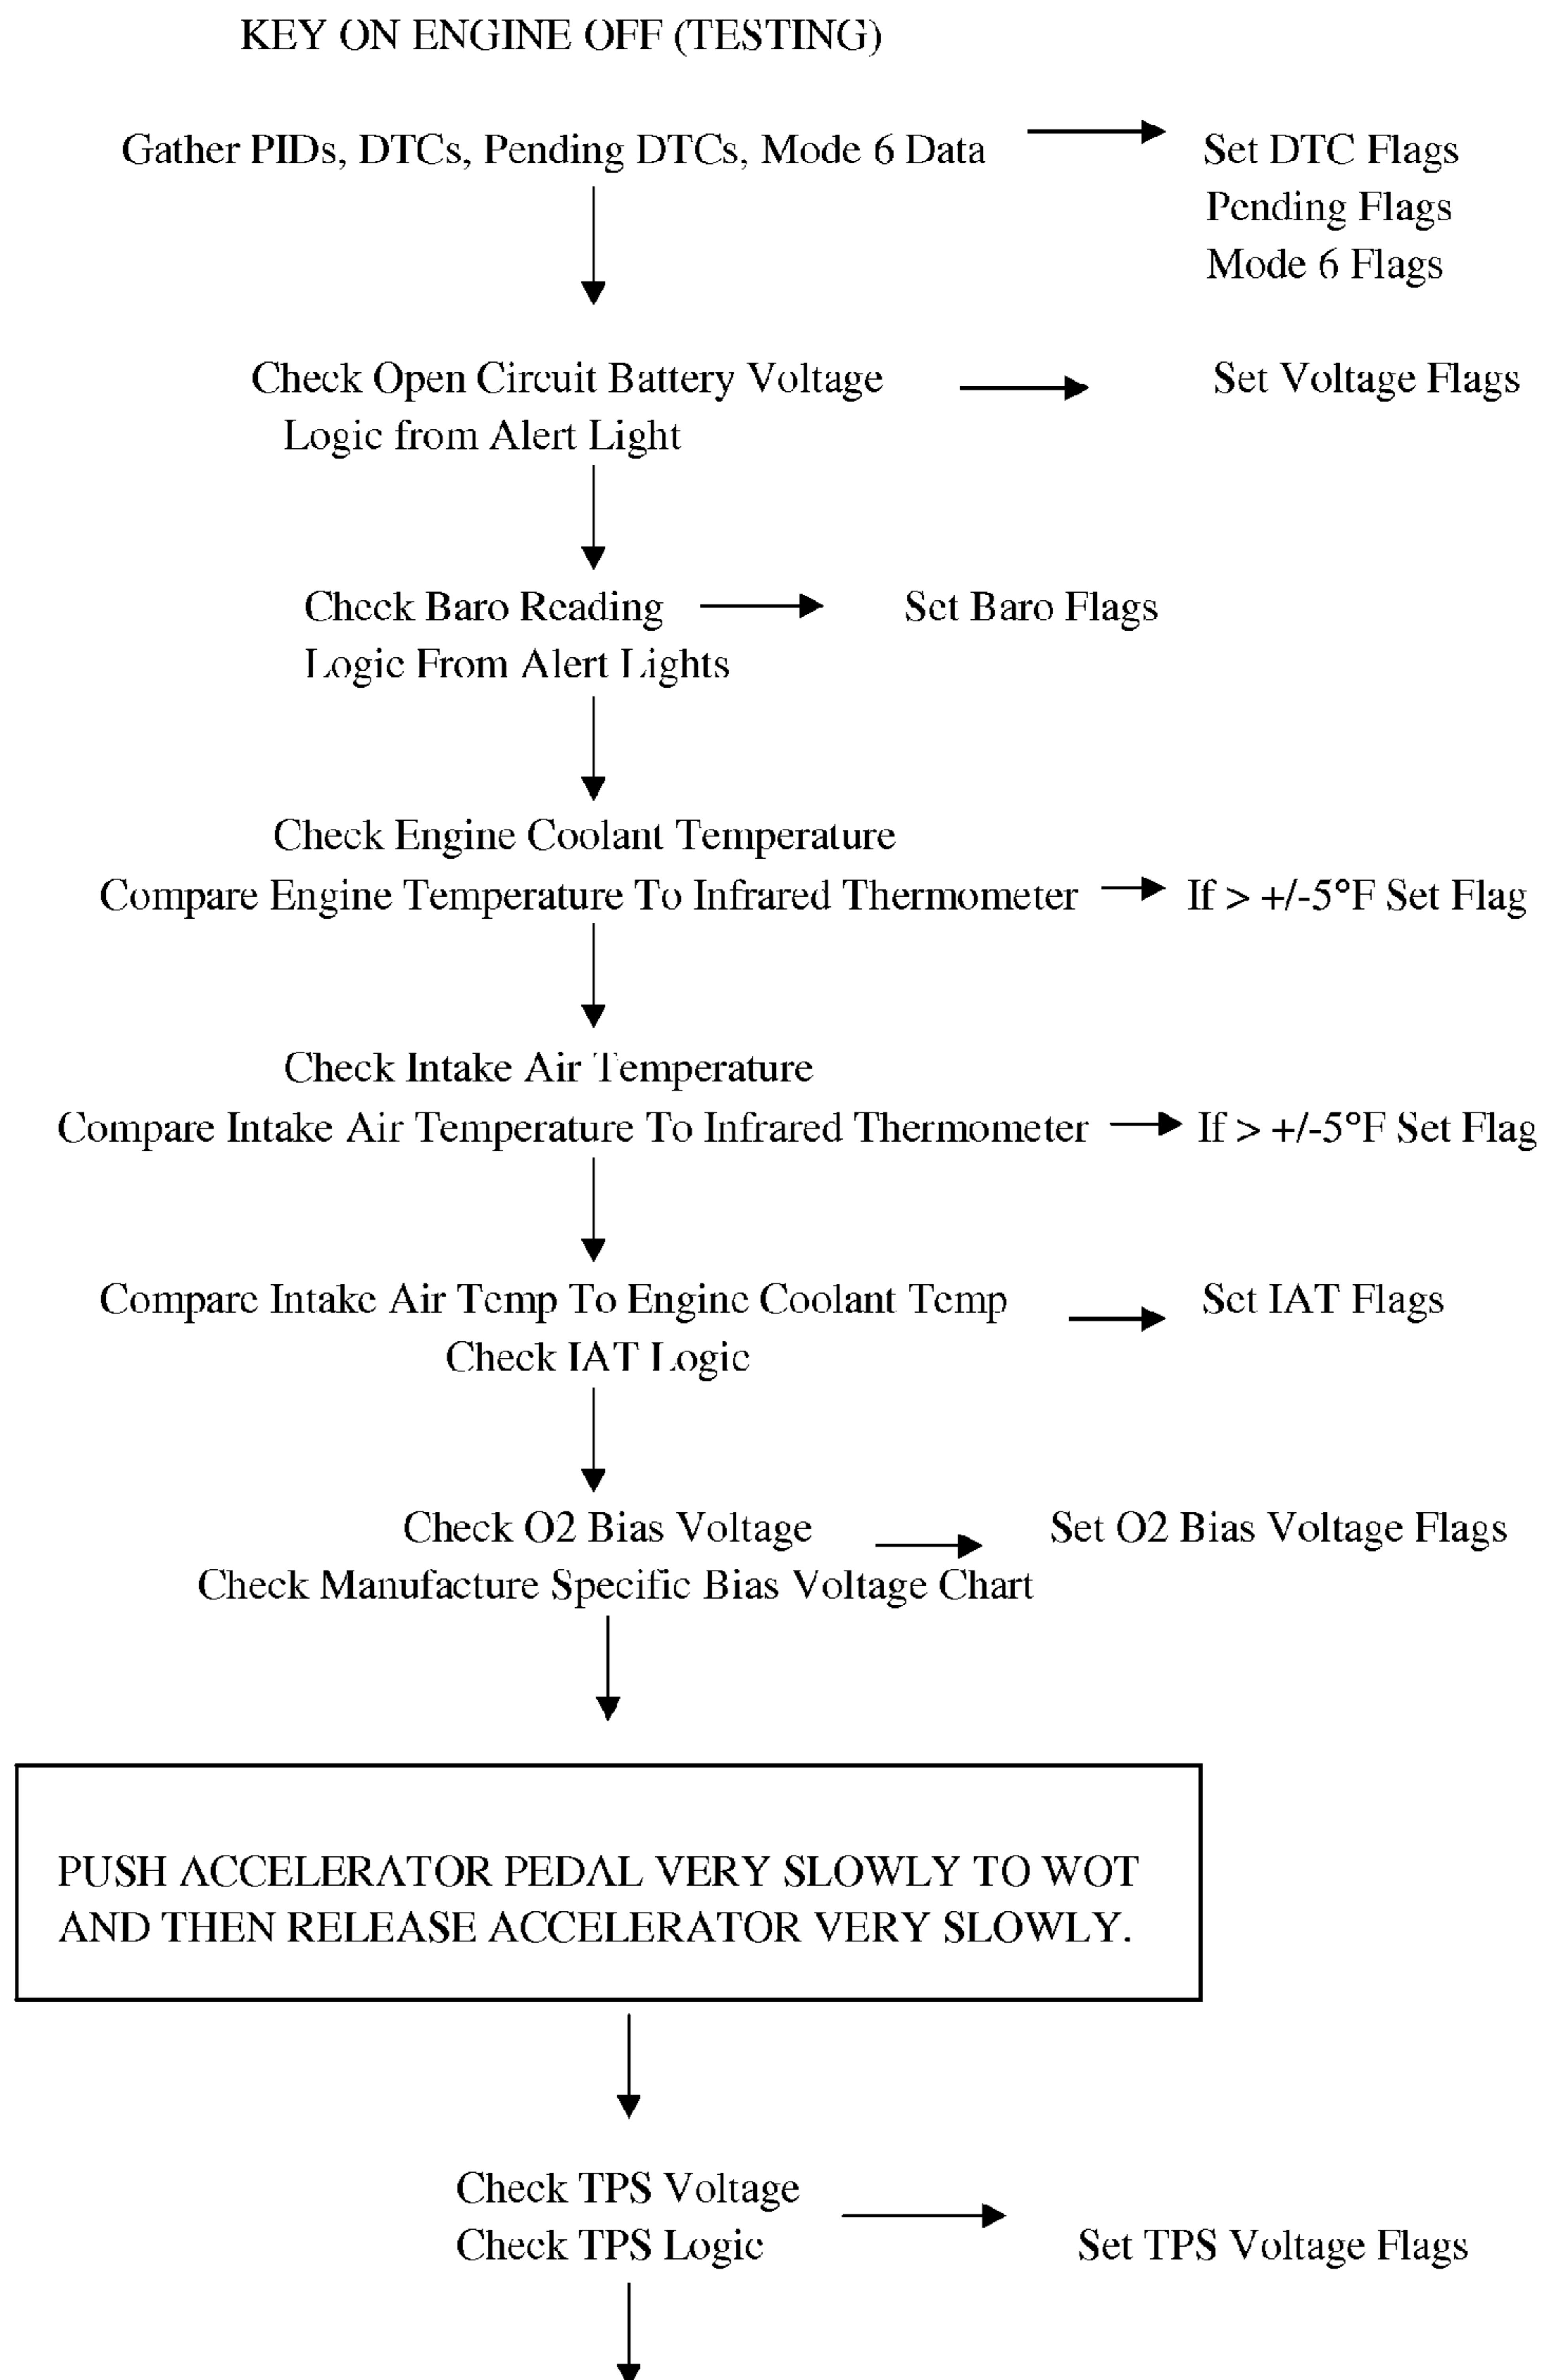 KEY ON ENGINE OFF (TESTING)
Gather PIDs, DTCs, Pending DTCs, Mode 6 Data
Set DTC Flags
Pending Flags
Mode 6 Flags
Check Open Circuit Battery Voltage
Set Voltage Flags
Logic from Alert Light
Check Baro Reading
Set Baro Flags
Logic From Alert Lights
Check Engine Coolant Temperature
Compare Engine Temperature To Infrared Thermometer
If > +/-5°F Set Flag
Check Intake Air Temperature
Compare Intake Air Temperature To Infrared Thermometer
If > +/-5°F Set Flag
Compare Intake Air Temp To Engine Coolant Temp
Set IAT Flags
Check IAT Logic
Check O2 Bias Voltage
Set O2 Bias Voltage Flags
Check Manufacture Specific Bias Voltage Chart
PUSH ACCELERATOR PEDAL VERY SLOWLY TO WOT
AND THEN RELEASE ACCELERATOR VERY SLOWLY.
Check TPS Voltage
Check TPS Logic
Set TPS Voltage Flags